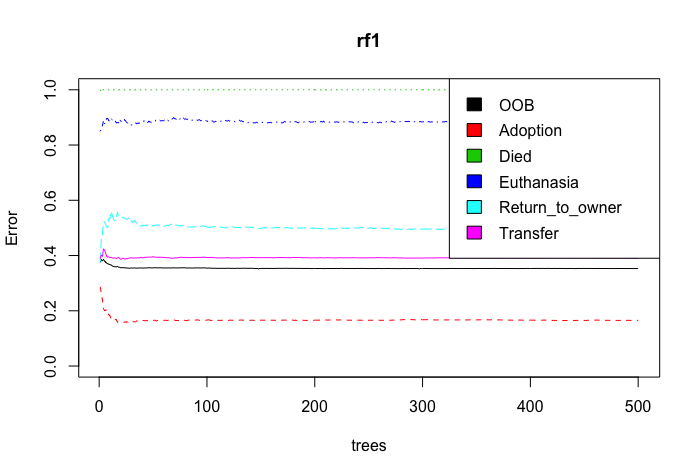 rf1
Error
1.0
0.8
0.6
0.4
0.2
0.0
OOB
Adoption
Died
Euthanasia
Return_to_owner
Transfer
0 100 200 300 400 500
trees